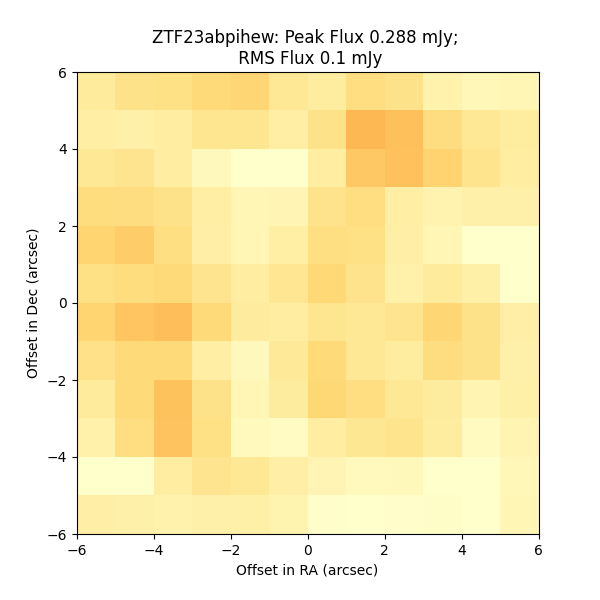 ZTF23abpihew: Peak Flux 0.288 mJy;
RMS Flux 0.1 mJy
6
4
2
0
−2
−4
−6
Offset in Dec (arcsec)
−6 −4 −2 0 2 4 6
Offset in RA (arcsec)